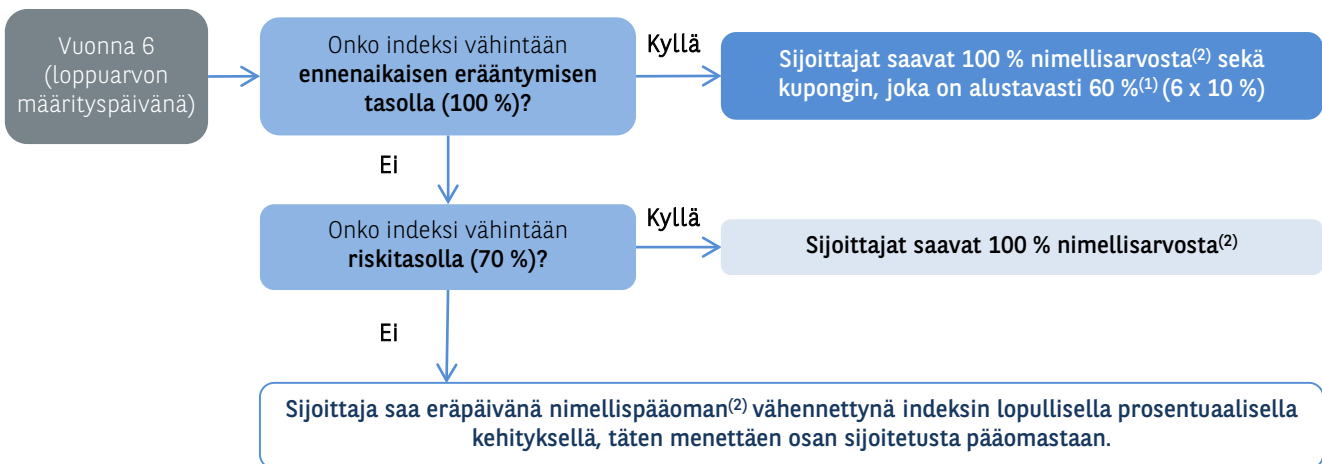 Vuonna 6
(loppuarvon
määrityspäivänä)
Onko indeksi vähintään
ennenaikaisen erääntymisen
tasolla (100 %)?
Kyllä
Sijoittajat saavat 100 % nimellisarvosta(2) sekä
kupongin, joka on alustavasti 60 %(1) (6 x 10 %)
Ei
Onko indeksi vähintään
riskitasolla (70 %)?
Kyllä
Sijoittajat saavat 100 % nimellisarvosta(2)
Ei
Sijoittaja saa eräpäivänä nimellispääoman(2) vähennettynä indeksin lopullisella prosentuaalisella
kehityksellä, täten menettäen osan sijoitetusta pääomastaan.